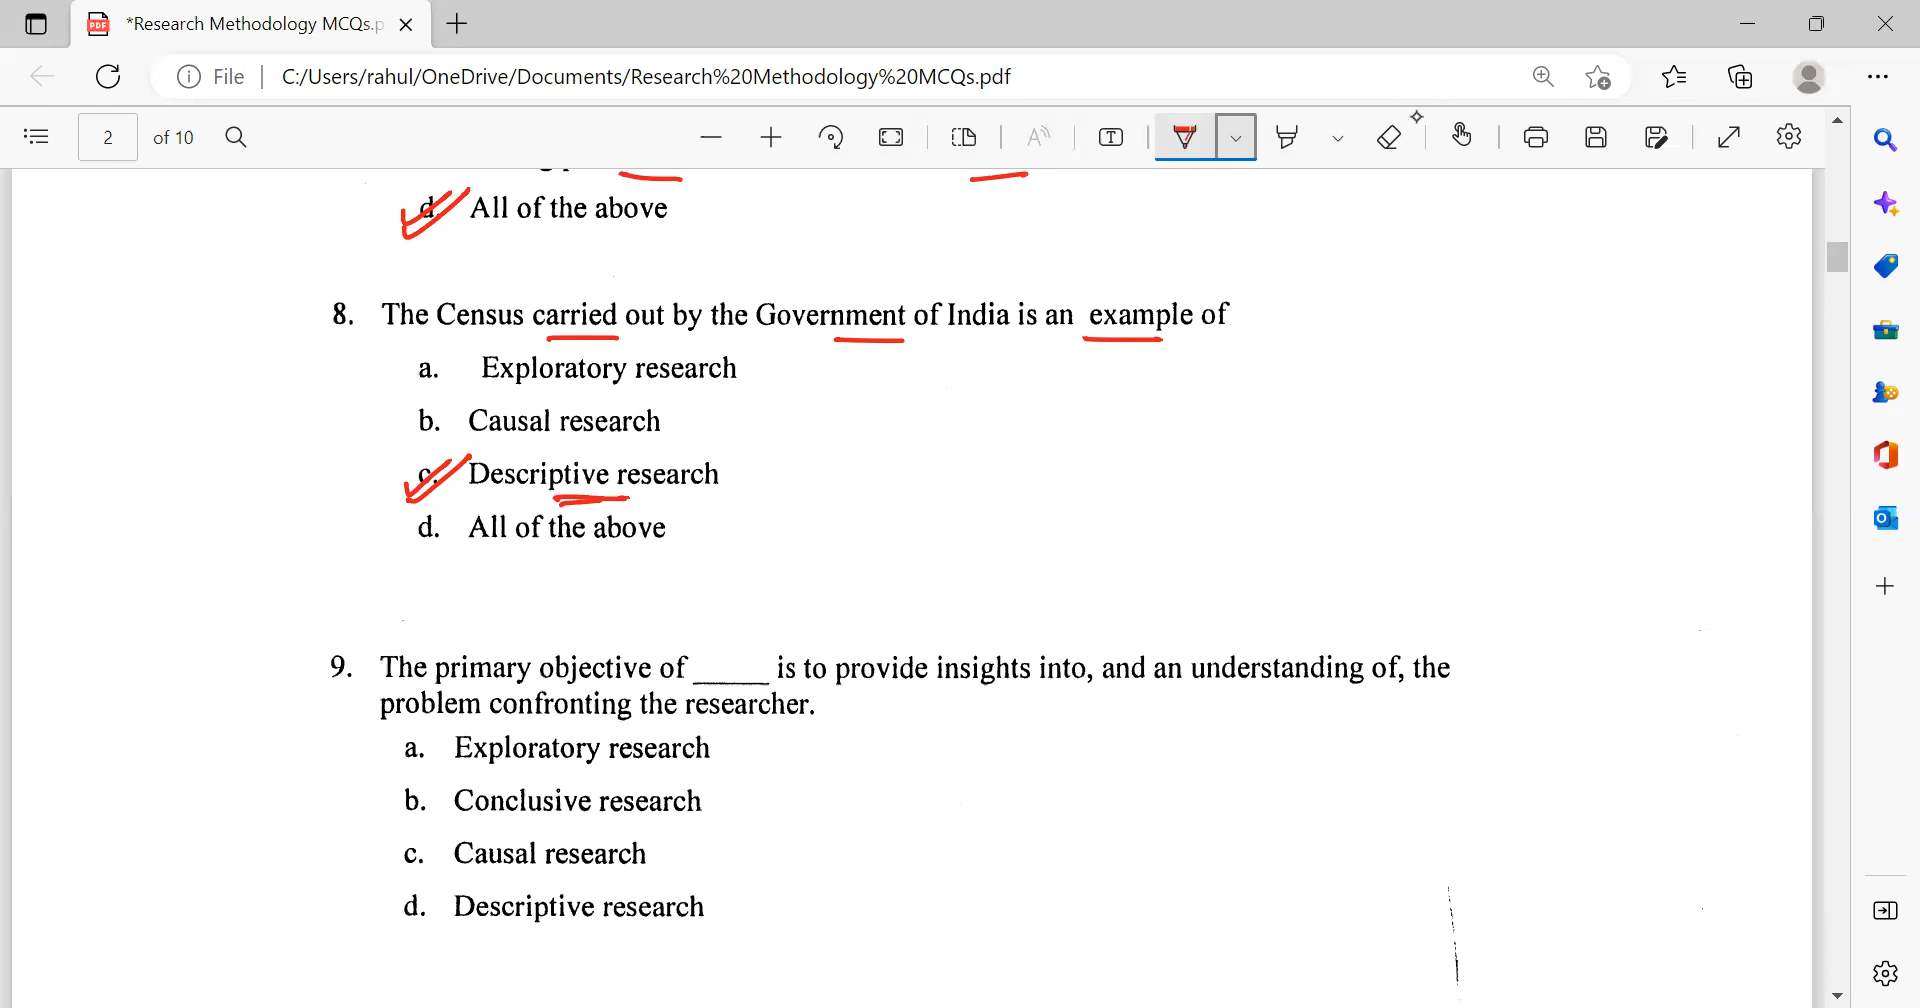 *Research Methodology MCQs.p
File C:/Users/rahul/OneDrive/Documents/Research%20Methodology%20MCQs.pdf
2 of 10
d. All of the above
8. The Census carried out by the Government of India is an example of
a. Exploratory research
b. Causal research
c. Descriptive research
d. All of the above
9. The primary objective of _____ is to provide insights into, and an understanding of, the
problem confronting the researcher.
a. Exploratory research
b. Conclusive research
c. Causal research
d. Descriptive research